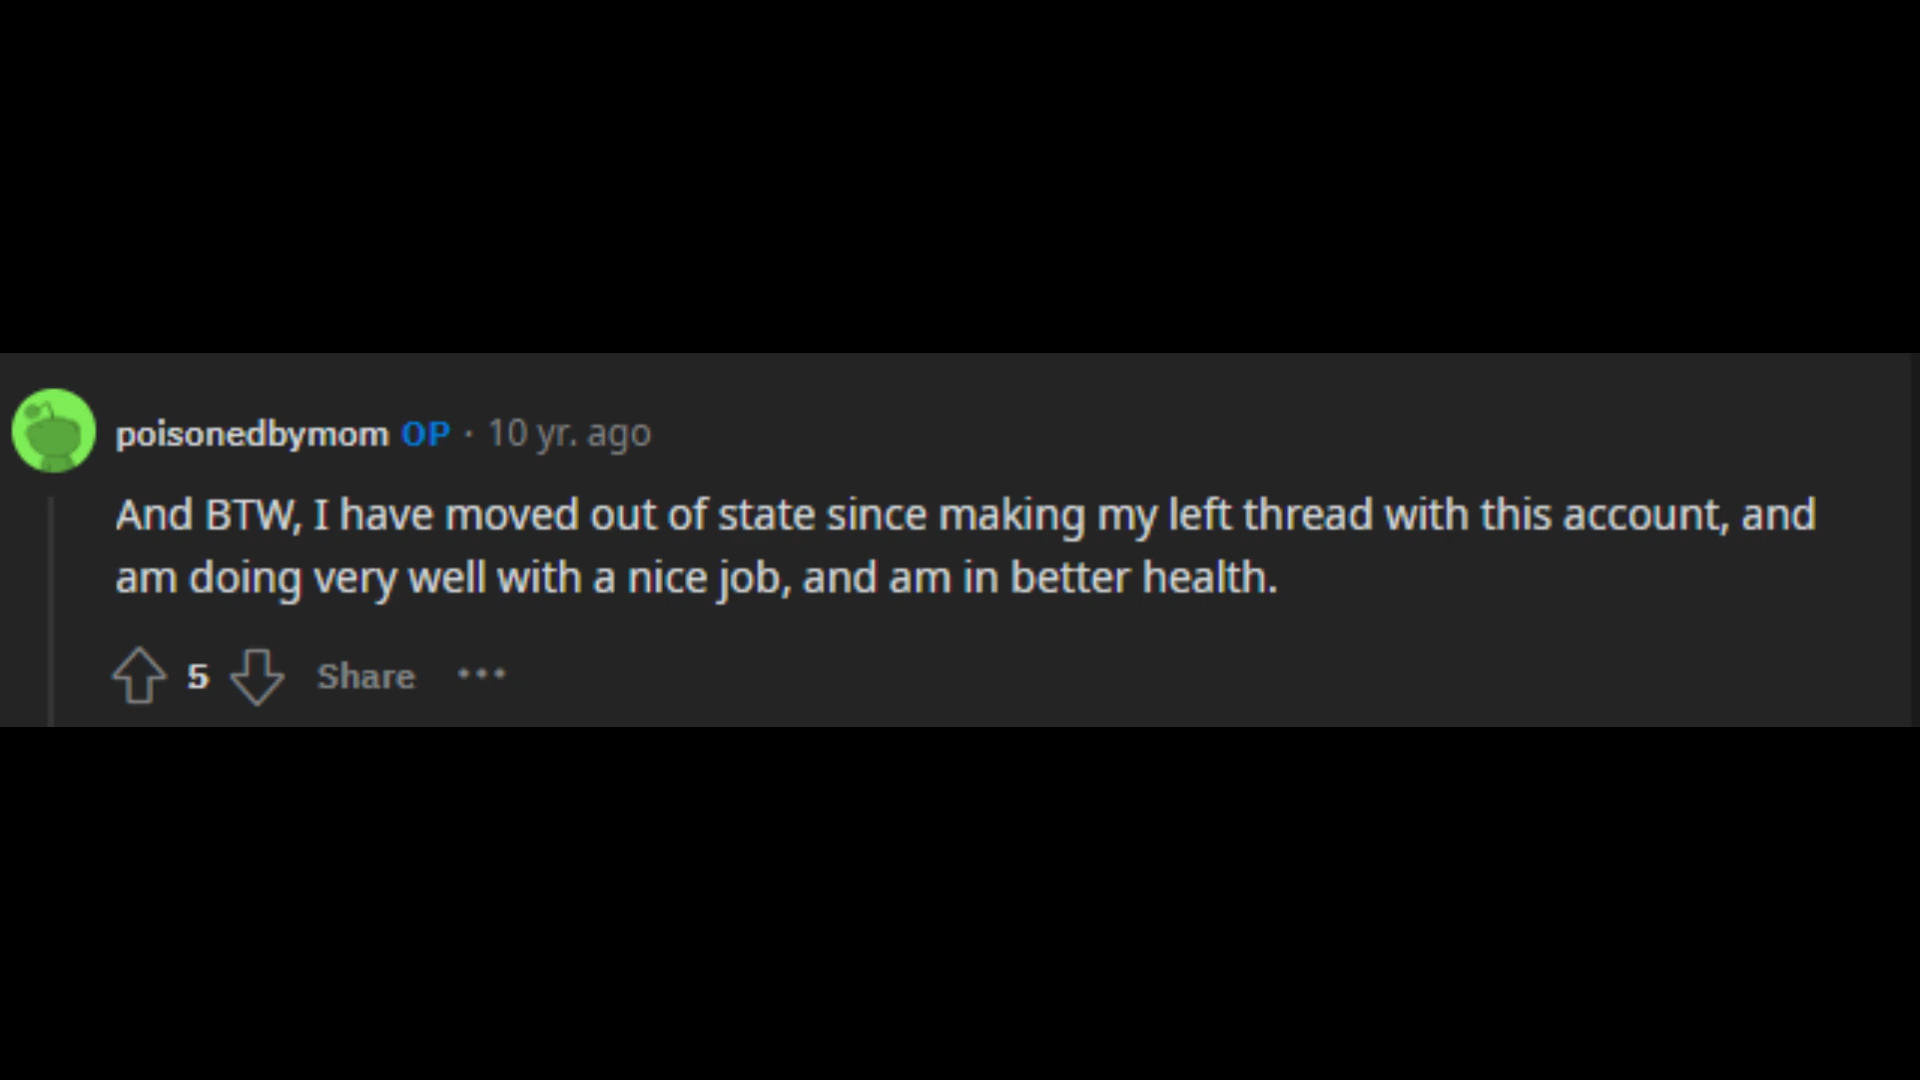 poisonedbymom OP · 10 yr. ago
And BTW, I have moved out of state since making my left thread with this account, and
am doing very well with a nice job, and am in better health.
5 Share ···